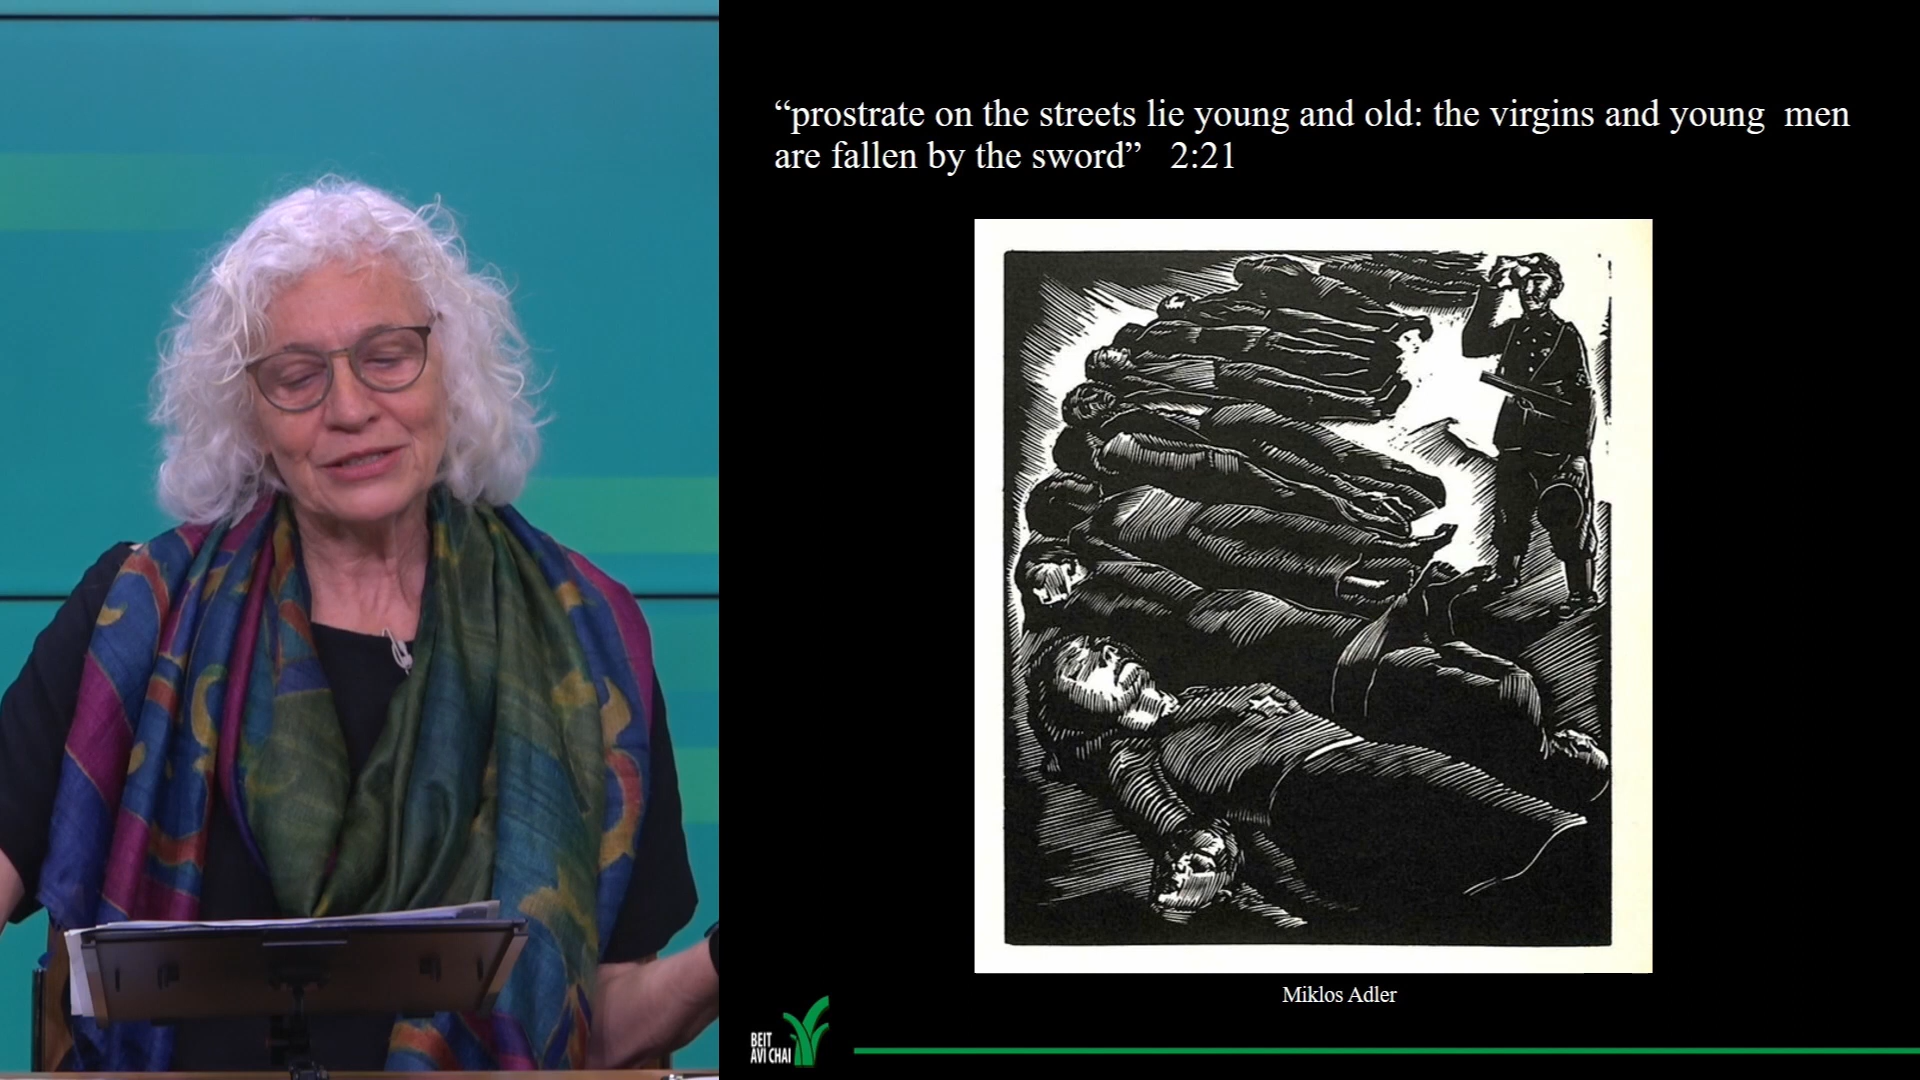 “prostrate on the streets lie young and old: the virgins and young  men
are fallen by the sword”   2:21
Miklos Adler
BEIT
AVI CHAI